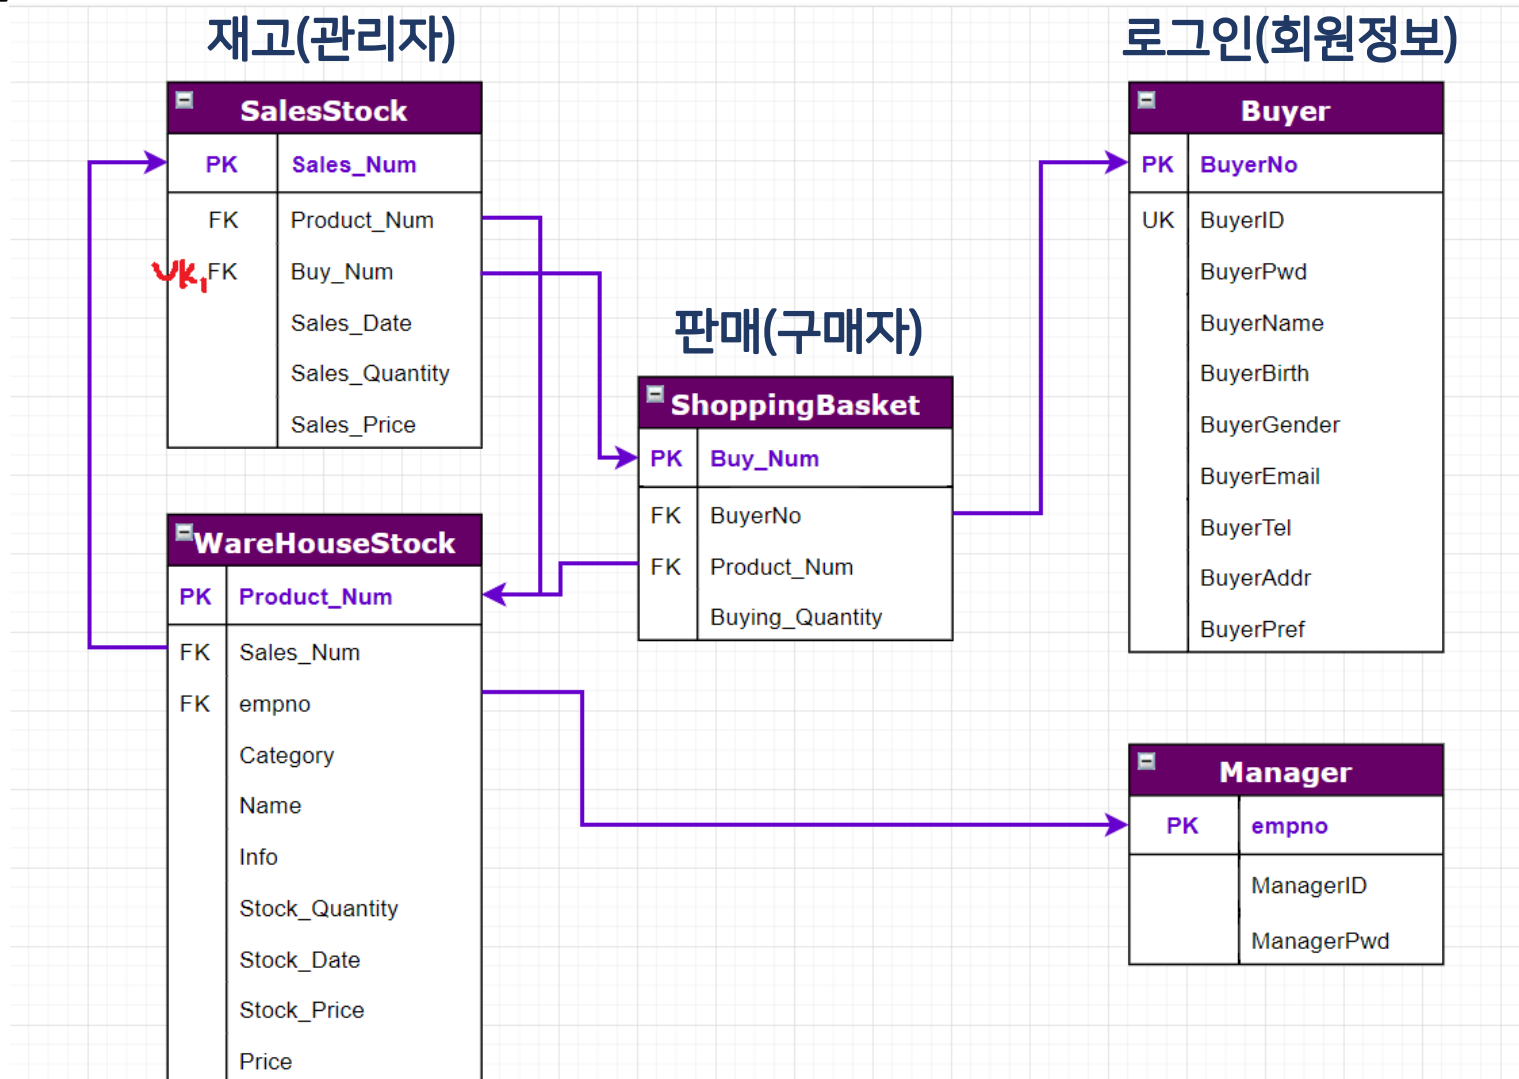 재고(관리자)
로그인(회원정보)
SalesStock
PK Sales_Num
FK Product_Num
UK1 FK Buy_Num
Sales_Date
Sales_Quantity
Sales_Price
WareHouseStock
PK Product_Num
FK Sales_Num
FK empno
Category
Name
Info
Stock_Quantity
Stock_Date
Stock_Price
Price
판매(구매자)
ShoppingBasket
PK Buy_Num
FK BuyerNo
FK Product_Num
Buying_Quantity
Buyer
PK BuyerNo
UK BuyerID
BuyerPwd
BuyerName
BuyerBirth
BuyerGender
BuyerEmail
BuyerTel
BuyerAddr
BuyerPref
Manager
PK empno
ManagerID
ManagerPwd